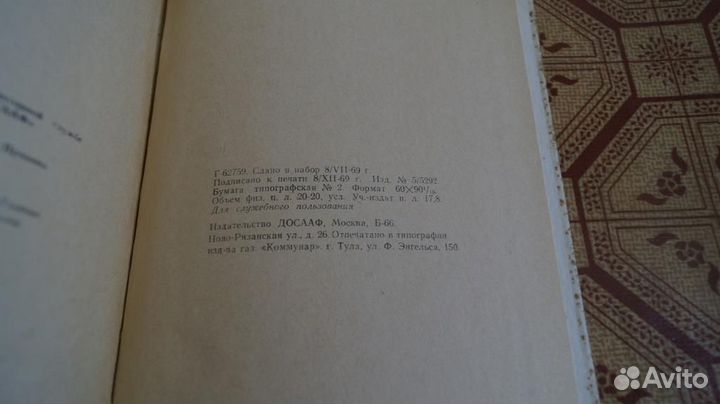 Г-62759. Сдано в набор 8/VII-69 г.
Подписано к печати 8/XII-69 г. Изд. № 5/5292
Бумага типографская № 2. Формат 60×90¹/₁₆
Объем физ. п. л. 20-20, усл. Уч.-издат п. л. 17,8.
Для служебного пользования
Издательство ДОСААФ, Москва, Б-66,
Ново-Рязанская ул., д. 26. Отпечатано в типографии
изд-ва газ. «Коммунар» г. Тула, ул. Ф. Энгельса, 150.
Avito